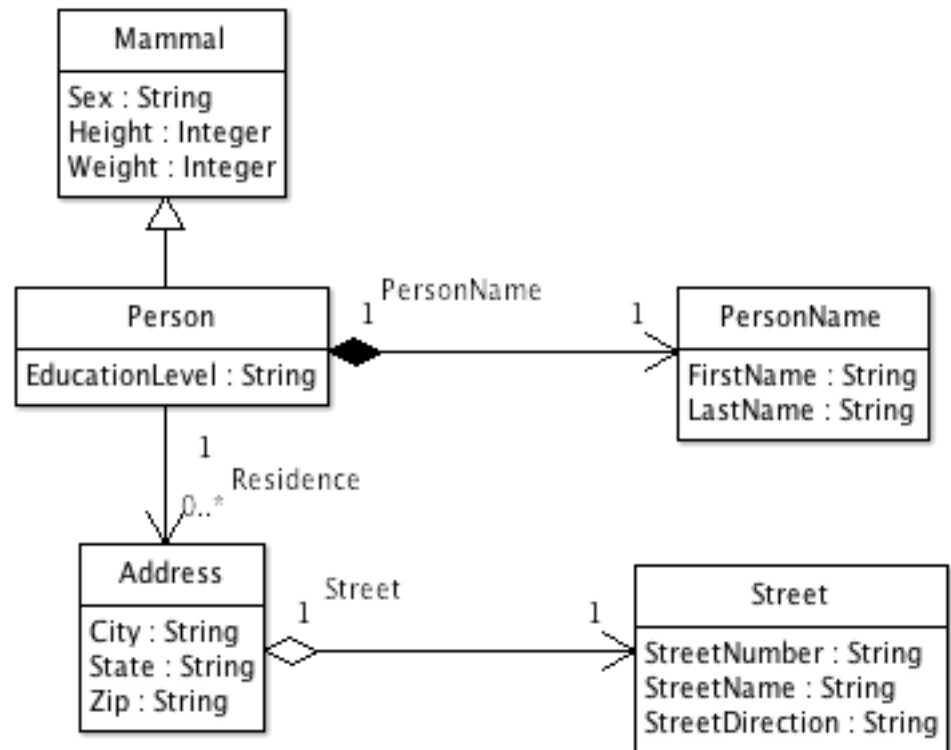 Mammal
Sex : String
Height : Integer
Weight : Integer
Person
EducationLevel : String
PersonName
1
1
PersonName
FirstName : String
LastName : String
1
Residence
0..*
Address
City : String
State : String
Zip : String
Street
1
1
Street
StreetNumber : String
StreetName : String
StreetDirection : String